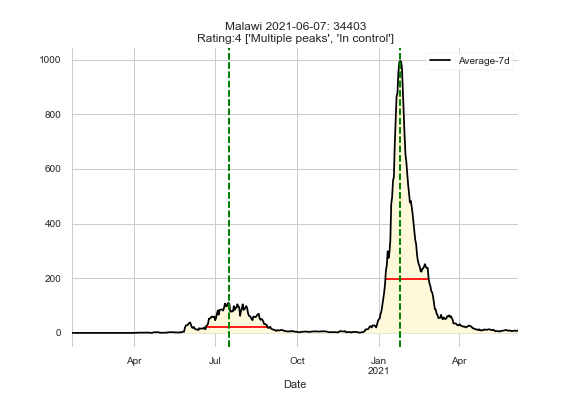 Malawi 2021-06-07: 34403
Rating:4 ['Multiple peaks', 'In control']
Average-7d
1000
800
600
400
200
0
Apr
Jul
Oct
Jan
2021
Apr
Date